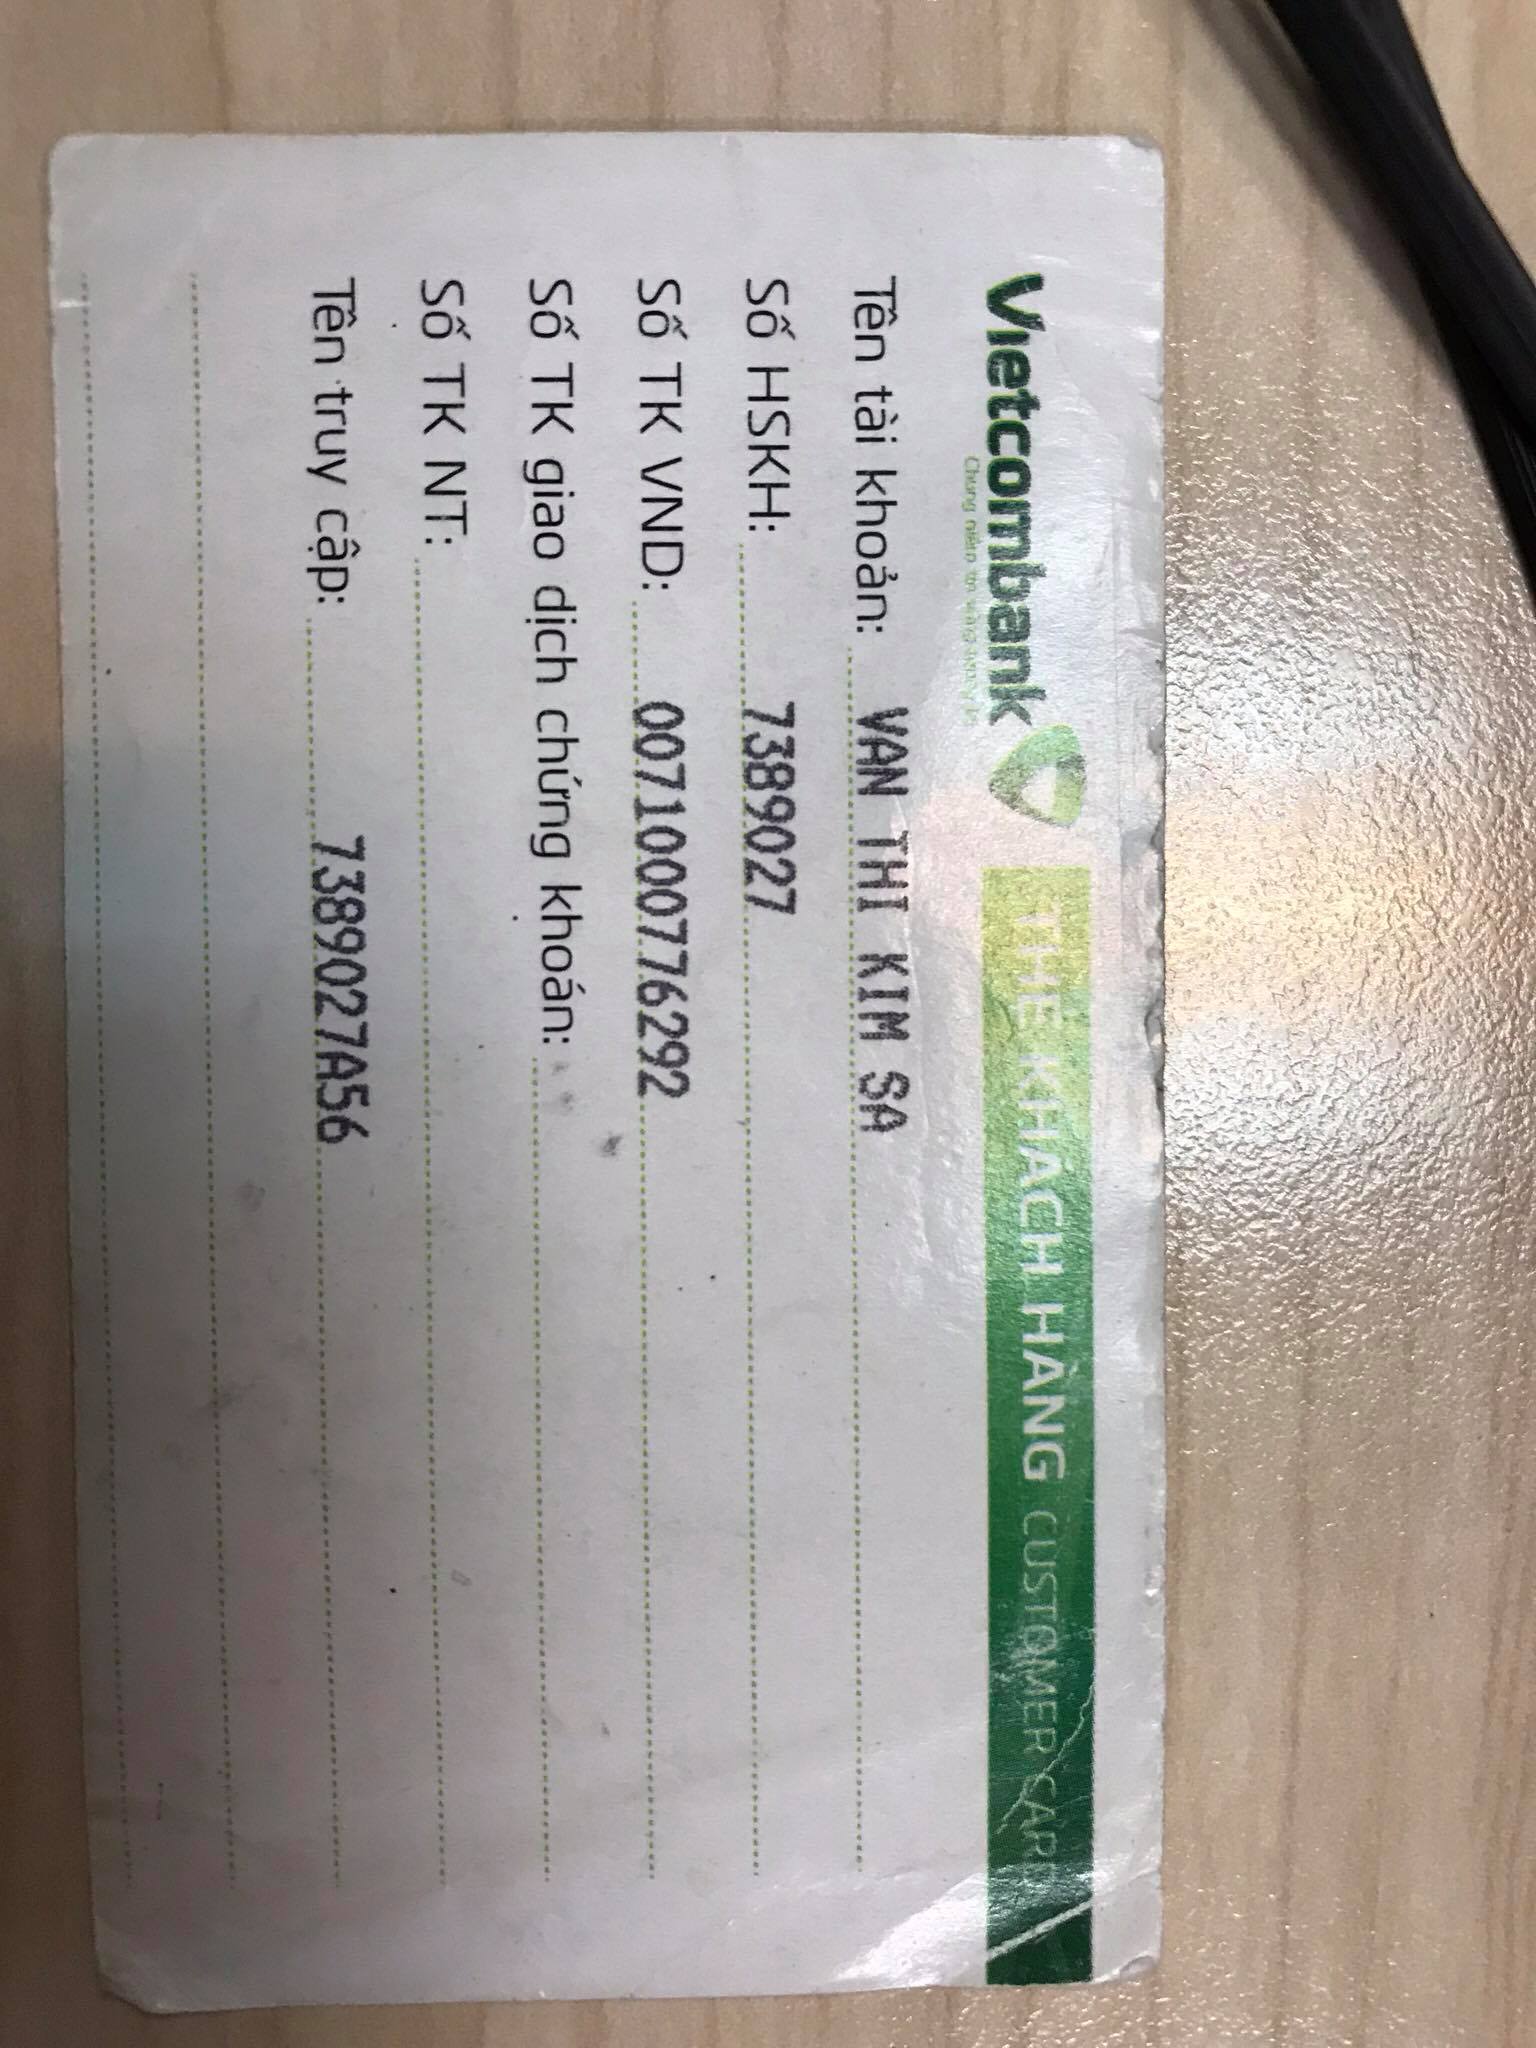 Vietcombank
THẺ KHÁCH HÀNG CUSTOMER CARD
Chung niềm tin vững tương lai
Tên tài khoản: VAN THI KIM SA
Số HSKH: 7389027
Số TK VND: 0071000776292
Số TK giao dịch chứng khoán:
Số TK NT:
Tên truy cập: 7389027A56